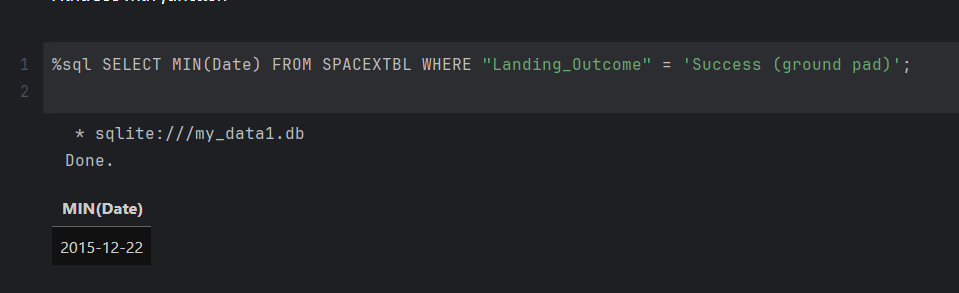 1 %sql SELECT MIN(Date) FROM SPACEXTBL WHERE "Landing_Outcome" = 'Success (ground pad)';
2
* sqlite:///my_data1.db
Done.
MIN(Date)
2015-12-22